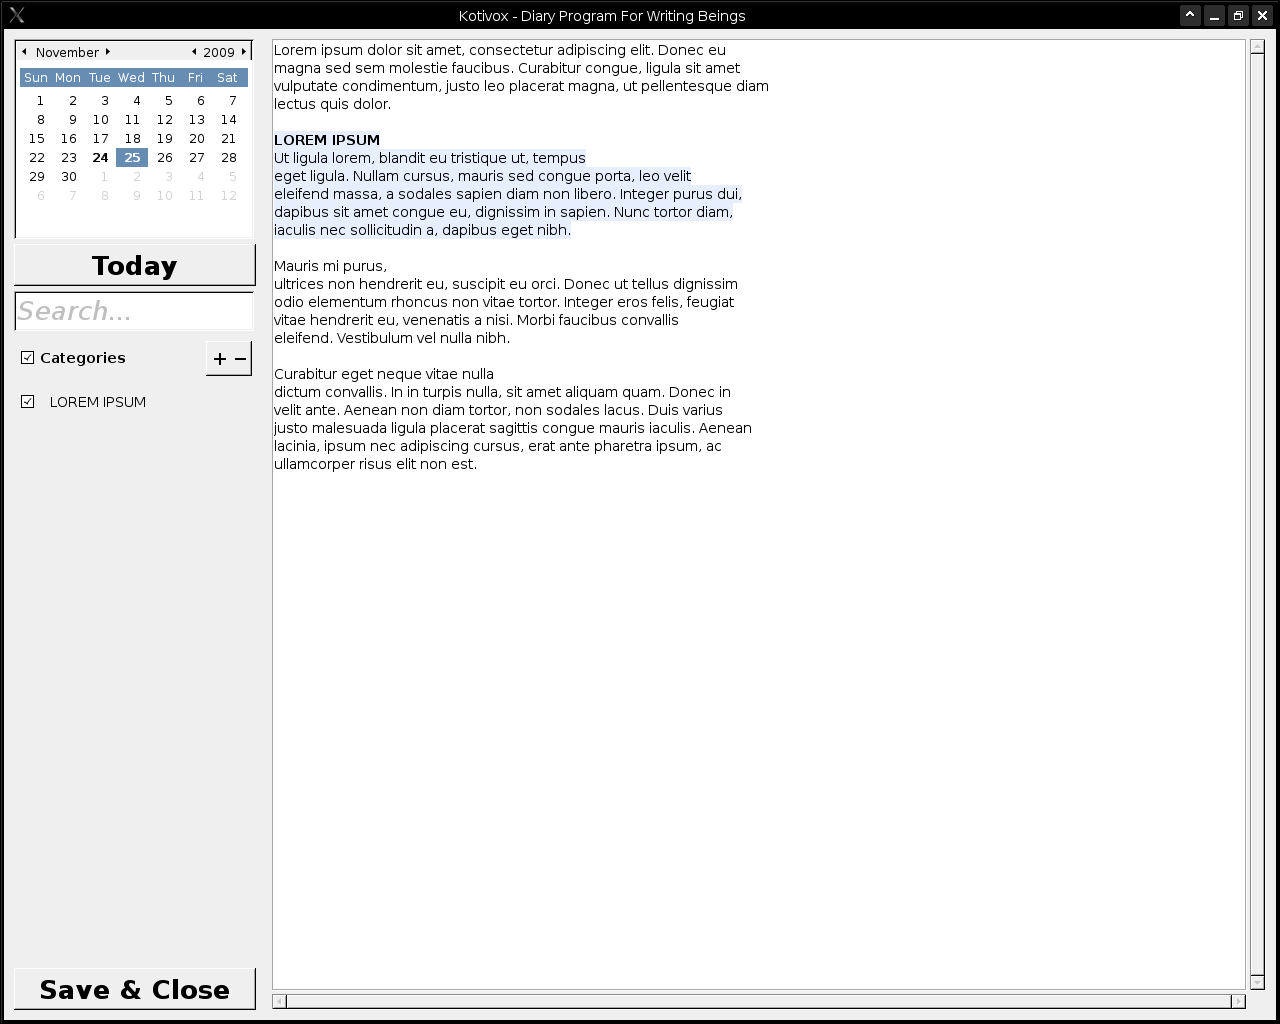 Kotivox - Diary Program For Writing Beings
November 2009
Sun Mon Tue Wed Thu Fri Sat
1 2 3 4 5 6 7
8 9 10 11 12 13 14
15 16 17 18 19 20 21
22 23 24 25 26 27 28
29 30 1 2 3 4 5
6 7 8 9 10 11 12
Today
Search...
Categories
+ −
LOREM IPSUM
Save & Close
Lorem ipsum dolor sit amet, consectetur adipiscing elit. Donec eu
magna sed sem molestie faucibus. Curabitur congue, ligula sit amet
vulputate condimentum, justo leo placerat magna, ut pellentesque diam
lectus quis dolor.
LOREM IPSUM
Ut ligula lorem, blandit eu tristique ut, tempus
eget ligula. Nullam cursus, mauris sed congue porta, leo velit
eleifend massa, a sodales sapien diam non libero. Integer purus dui,
dapibus sit amet congue eu, dignissim in sapien. Nunc tortor diam,
iaculis nec sollicitudin a, dapibus eget nibh.
Mauris mi purus,
ultrices non hendrerit eu, suscipit eu orci. Donec ut tellus dignissim
odio elementum rhoncus non vitae tortor. Integer eros felis, feugiat
vitae hendrerit eu, venenatis a nisi. Morbi faucibus convallis
eleifend. Vestibulum vel nulla nibh.
Curabitur eget neque vitae nulla
dictum convallis. In in turpis nulla, sit amet aliquam quam. Donec in
velit ante. Aenean non diam tortor, non sodales lacus. Duis varius
justo malesuada ligula placerat sagittis congue mauris iaculis. Aenean
lacinia, ipsum nec adipiscing cursus, erat ante pharetra ipsum, ac
ullamcorper risus elit non est.